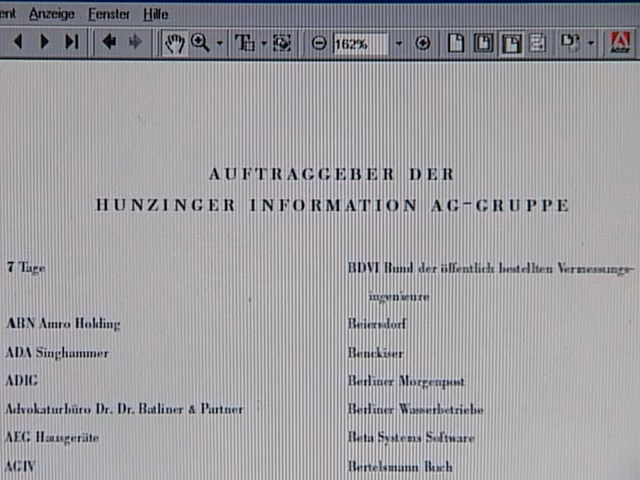 ent Anzeige Fenster Hilfe
162%
AUFTRAGGEBER DER
HUNZINGER INFORMATION AG-GRUPPE
7 Tage
ABN Amro Holding
ADA Singhammer
ADIG
Advokaturbüro Dr. Dr. Batliner & Partner
AEG Hausgeräte
AGIV
BDVI Bund der öffentlich bestellten Vermessungs-
ingenieure
Beiersdorf
Benckiser
Berliner Morgenpost
Berliner Wasserbetriebe
Beta Systems Software
Bertelsmann Buch